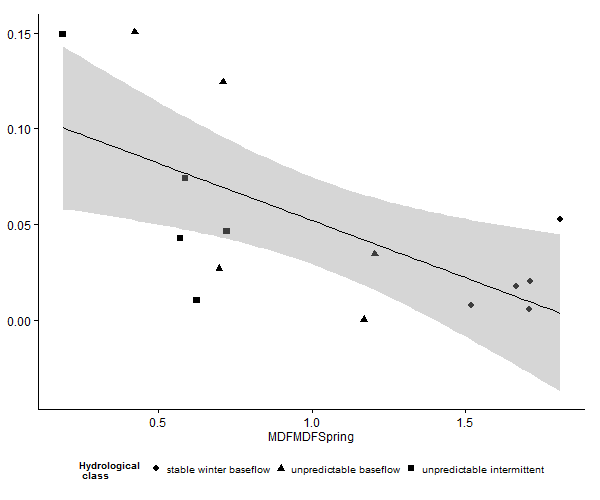 0.15
0.10
0.05
0.00
0.5 1.0 1.5
MDFMDFSpring
Hydrological
class
stable winter baseflow unpredictable baseflow unpredictable intermittent